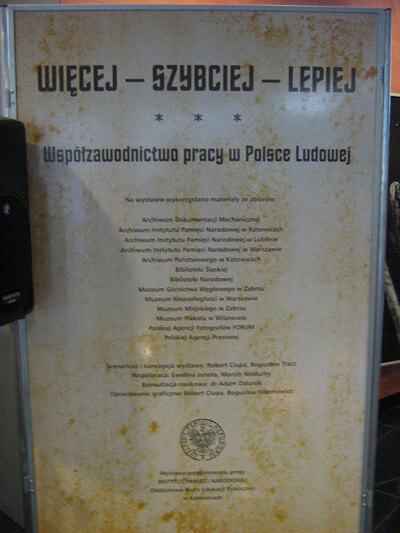 WIĘCEJ – SZYBCIEJ – LEPIEJ
* * *
Współzawodnictwo pracy w Polsce Ludowej
Na wystawie wykorzystano materiały ze zbiorów:
Archiwum Dokumentacji Mechanicznej
Archiwum Instytutu Pamięci Narodowej w Katowicach
Archiwum Instytutu Pamięci Narodowej w Lublinie
Archiwum Instytutu Pamięci Narodowej w Warszawie
Archiwum Państwowego w Katowicach
Biblioteki Śląskiej
Biblioteki Narodowej
Muzeum Górnictwa Węglowego w Zabrzu
Muzeum Niepodległości w Warszawie
Muzeum Miejskiego w Zabrzu
Muzeum Plakatu w Wilanowie
Polskiej Agencji Fotografów FORUM
Polskiej Agencji Prasowej
Scenariusz i koncepcja wystawy: Robert Ciupa, Bogusław Tracz
Współpraca: Ewelina Janota, Marcin Niedurny
Konsultacja naukowa: dr Adam Dziurok
Opracowanie graficzne: Robert Ciupa, Bogusław Nikonowicz
Wystawa przygotowana przez
INSTYTUT PAMIĘCI NARODOWEJ
Oddziałowe Biuro Edukacji Publicznej
w Katowicach